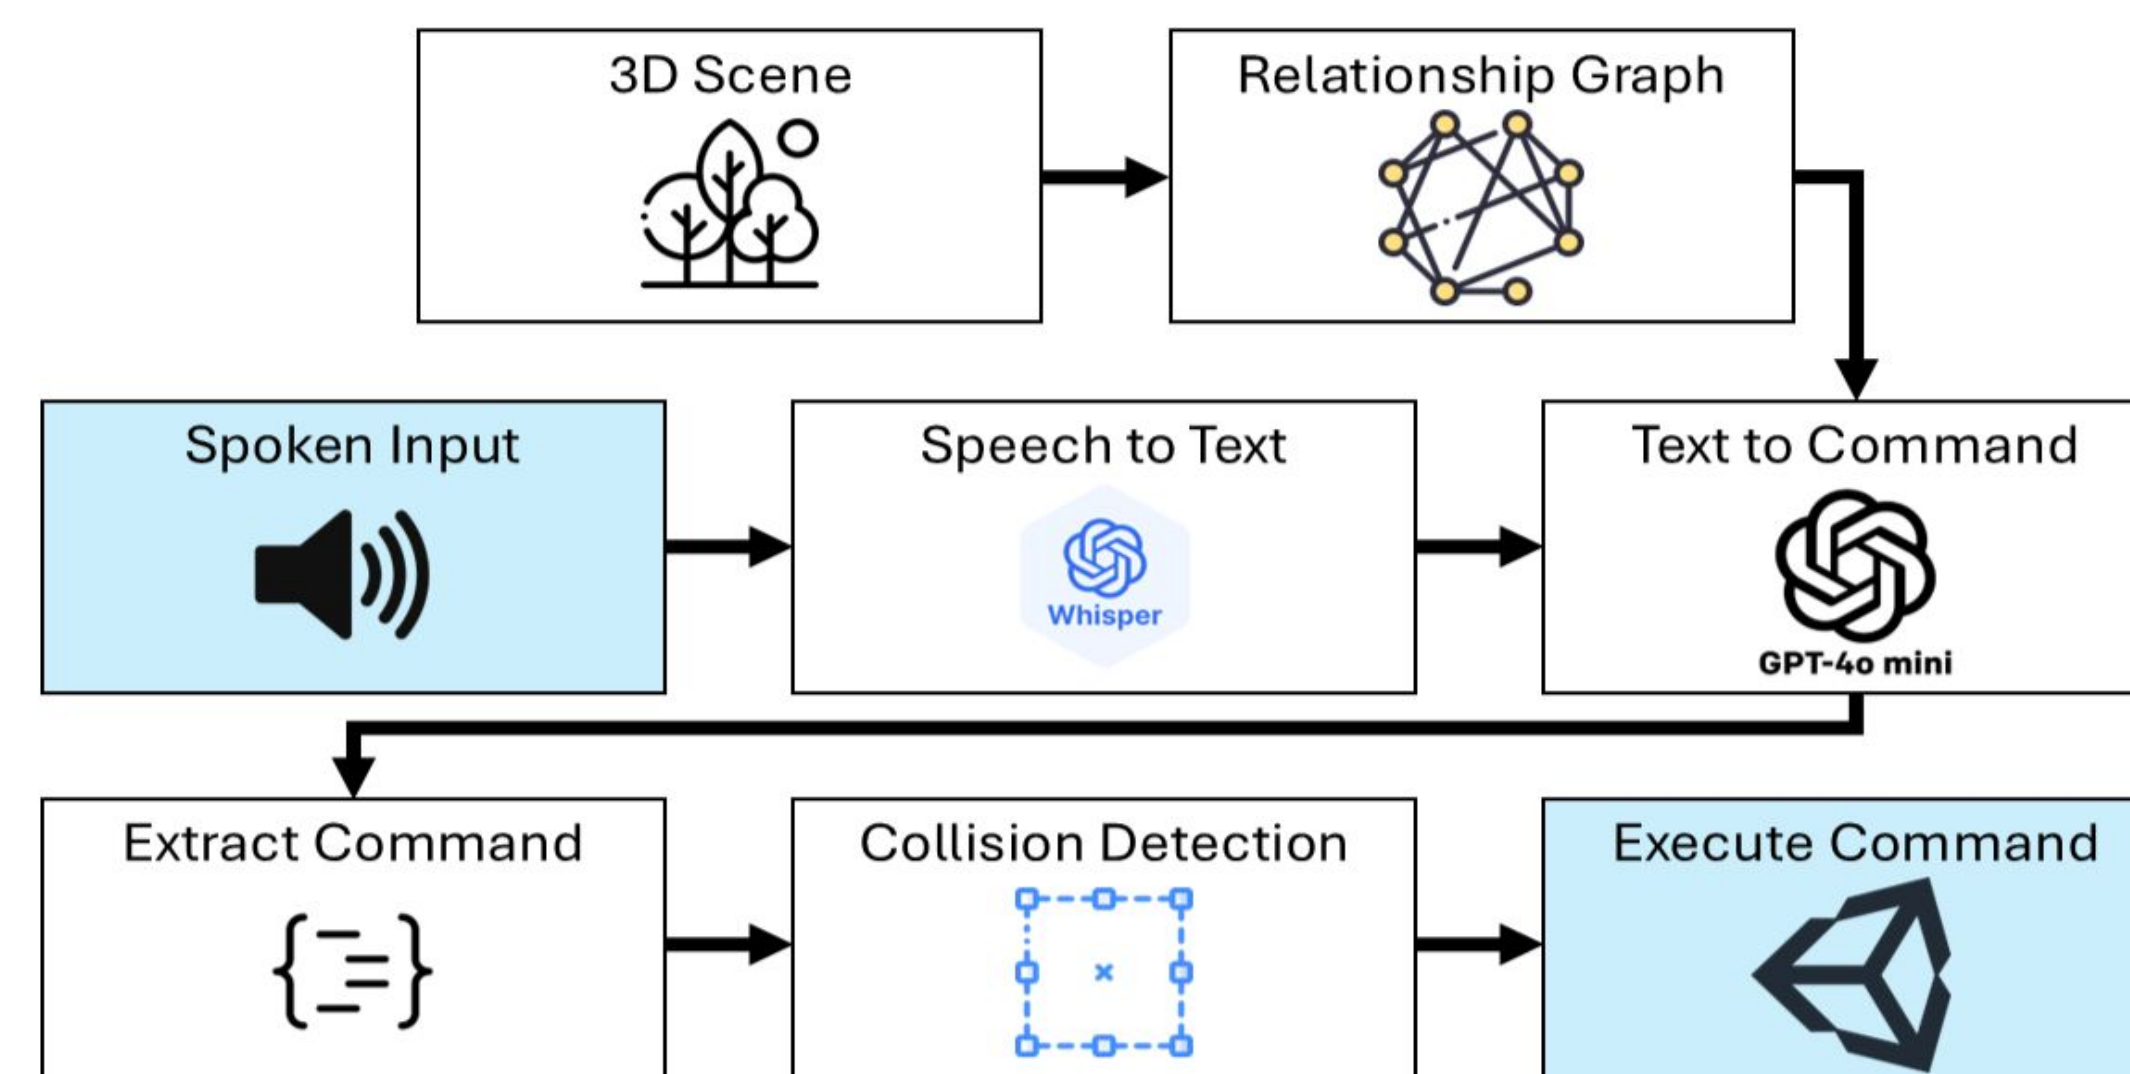 3D Scene
Relationship Graph
Spoken Input
Speech to Text
Whisper
Text to Command
GPT-4o mini
Extract Command
Collision Detection
Execute Command